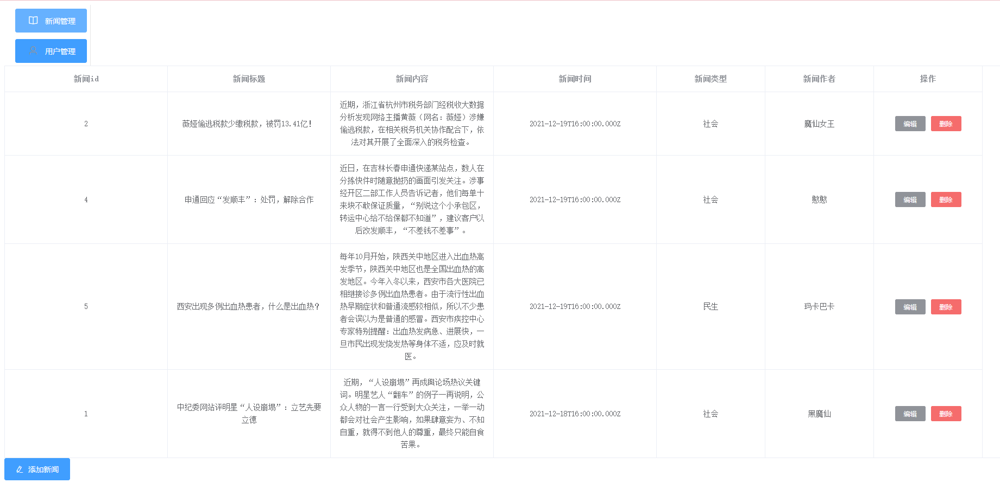 新闻管理
用户管理
新闻id 新闻标题 新闻内容 新闻时间 新闻类型 新闻作者 操作
2
薇娅偷逃税款少缴税款，被罚13.41亿！
近期，浙江省杭州市税务部门经税收大数据
分析发现网络主播黄薇（网名：薇娅）涉嫌
偷逃税款，在相关税务机关协作配合下，依
法对其开展了全面深入的税务检查。
2021-12-19T16:00:00.000Z
社会
魔仙女王
编辑 删除
4
申通回应“发顺丰”：处罚，解除合作
近日，在吉林长春申通快递某站点，数人在
分拣快件时随意抛扔的画面引发关注。涉事
经开区二部工作人员告诉记者，他们每单十
来块不敢保证质量，“别说这个小承包区，
转运中心给不给保都不知道”，建议客户以
后改发顺丰，“不差钱不差事”。
2021-12-19T16:00:00.000Z
社会
憨憨
编辑 删除
5
西安出现多例出血热患者，什么是出血热？
每年10月开始，陕西关中地区进入出血热高
发季节，陕西关中地区也是全国出血热的高
发地区。今年入冬以来，西安市各大医院已
相继接诊多例出血热患者。由于流行性出血
热早期症状和普通流感较相似，所以不少患
者会误以为是普通的感冒。西安市疾控中心
专家特别提醒：出血热发病急、进展快，一
旦市民出现发烧发热等身体不适，应及时就
医。
2021-12-19T16:00:00.000Z
民生
玛卡巴卡
编辑 删除
1
中纪委网站评明星“人设崩塌”：立艺先要
立德
近期，“人设崩塌”再成舆论场热议关键
词。明星艺人“翻车”的例子一再说明，公
众人物的一言一行受到大众关注，一举一动
都会对社会产生影响，如果肆意妄为、不知
自重，就得不到他人的尊重，最终只能自食
苦果。
2021-12-18T16:00:00.000Z
社会
黑魔仙
编辑 删除
添加新闻